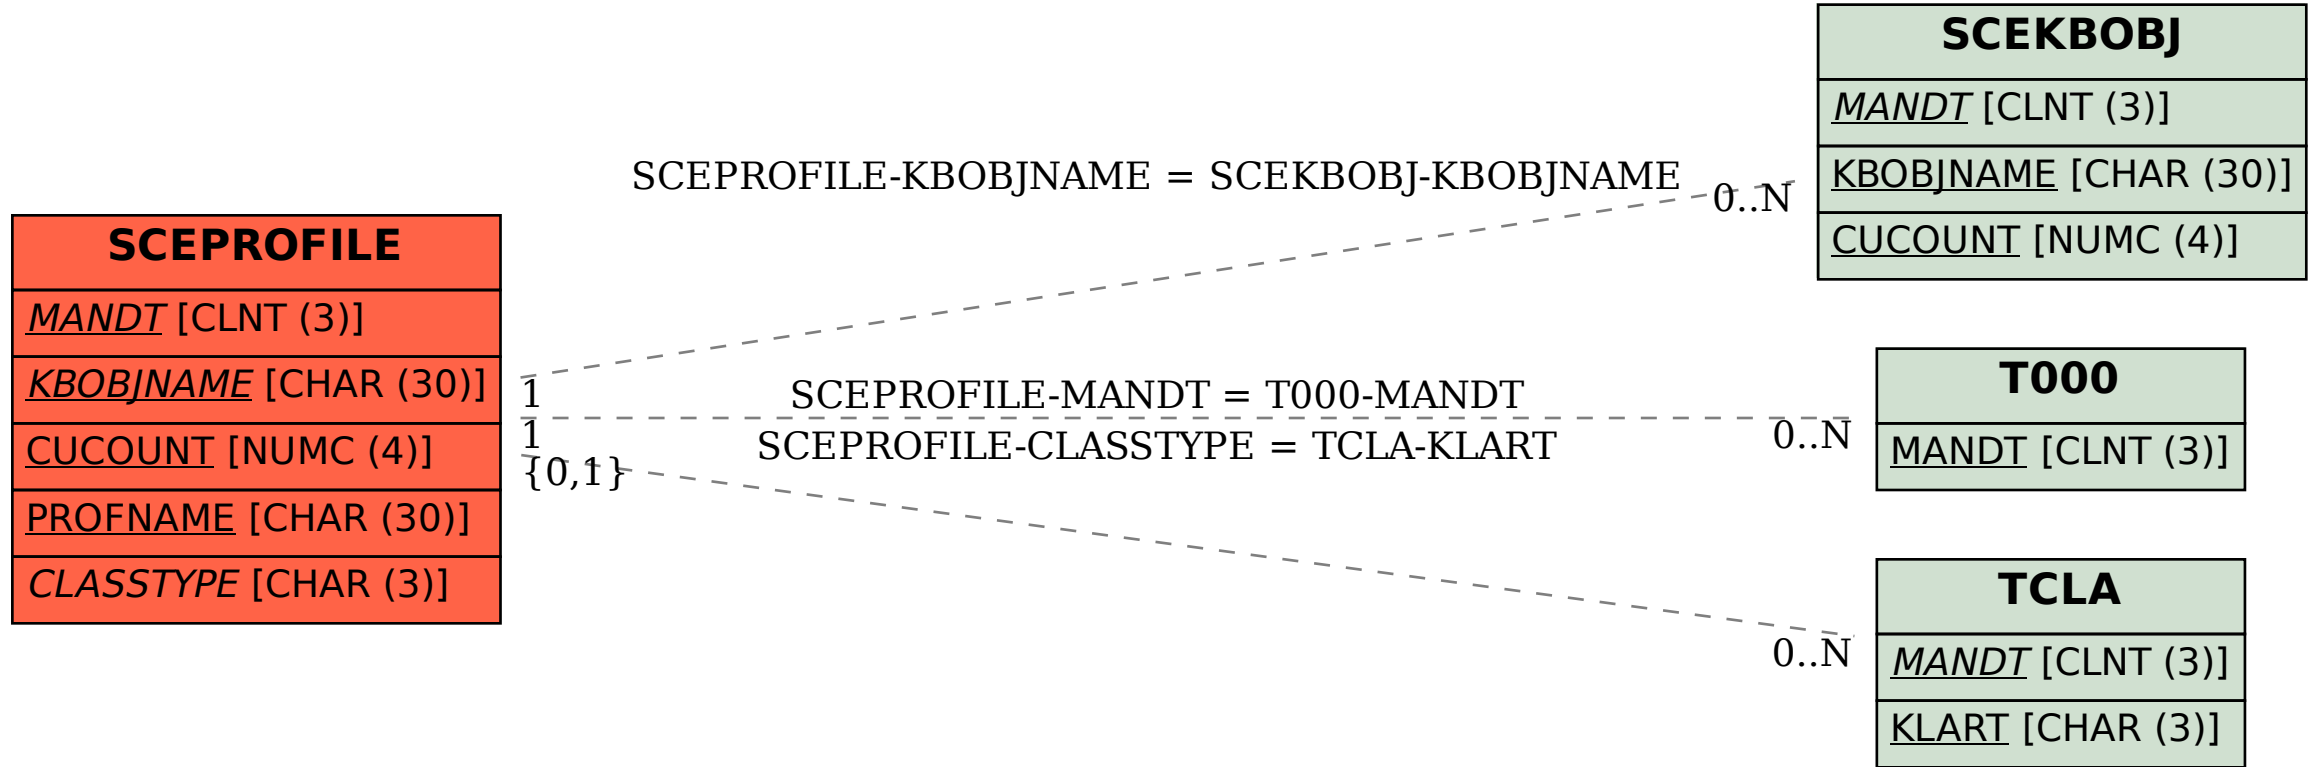 SCEPROFILE
MANDT [CLNT (3)]
KBOBJNAME [CHAR (30)]
CUCOUNT [NUMC (4)]
PROFNAME [CHAR (30)]
CLASSTYPE [CHAR (3)]
SCEPROFILE-KBOBJNAME = SCEKBOBJ-KBOBJNAME
0..N
1
SCEPROFILE-MANDT = T000-MANDT
1
0..N
SCEPROFILE-CLASSTYPE = TCLA-KLART
{0,1}
0..N
SCEKBOBJ
MANDT [CLNT (3)]
KBOBJNAME [CHAR (30)]
CUCOUNT [NUMC (4)]
T000
MANDT [CLNT (3)]
TCLA
MANDT [CLNT (3)]
KLART [CHAR (3)]